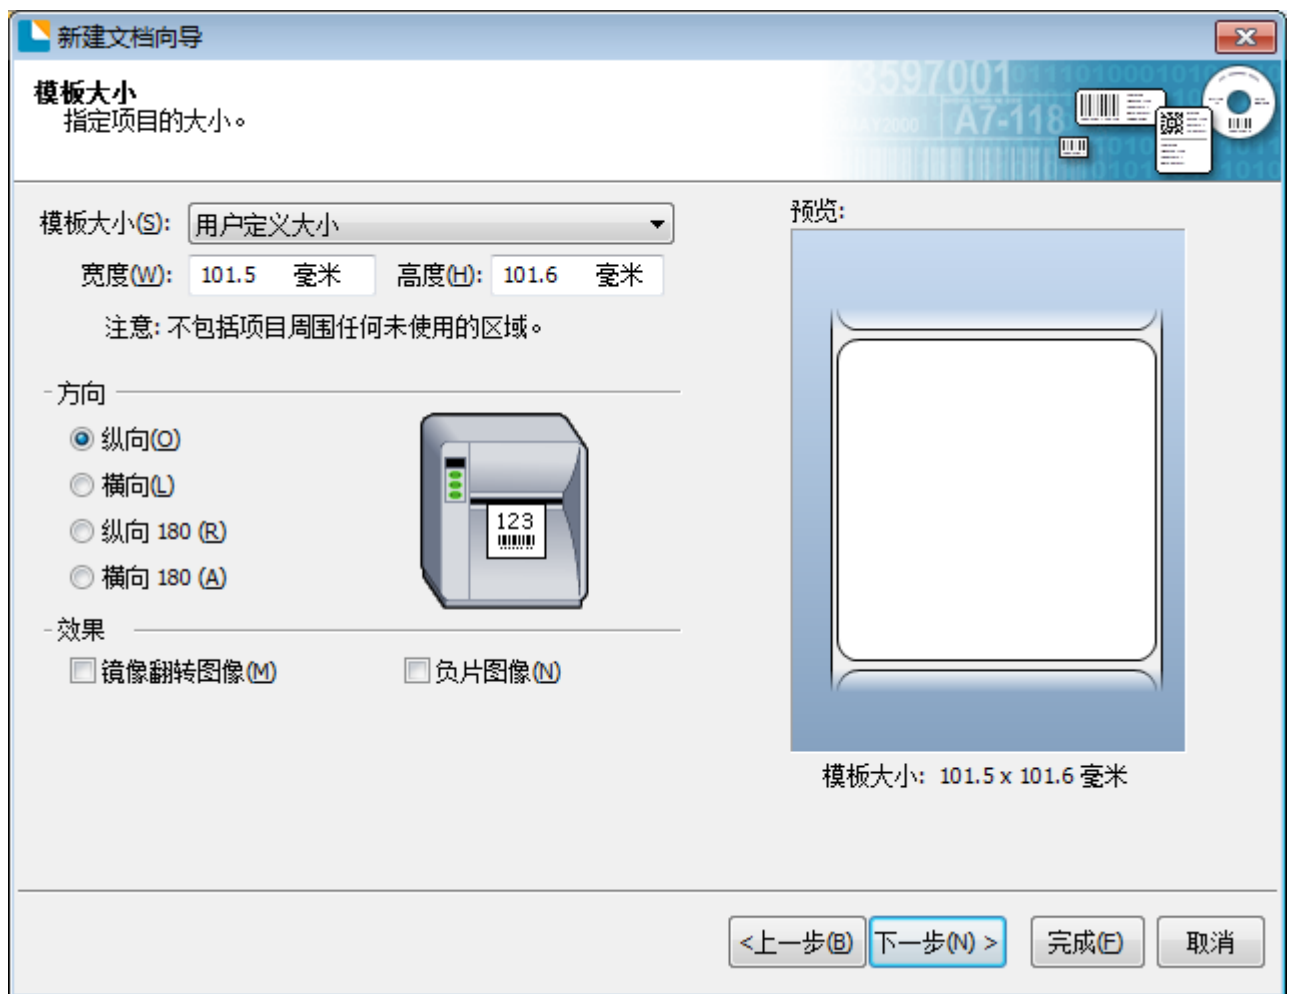 新建文档向导
模板大小
指定项目的大小。
43597001 0111010001010
MAY2000 A7-118
模板大小(S): 用户定义大小
宽度(W): 101.5 毫米 高度(H): 101.6 毫米
注意: 不包括项目周围任何未使用的区域。
方向
纵向(O)
横向(L)
纵向 180 (R)
横向 180 (A)
123
效果
镜像翻转图像(M) 负片图像(N)
预览:
模板大小: 101.5 x 101.6 毫米
<上一步(B) 下一步(N) > 完成(F) 取消